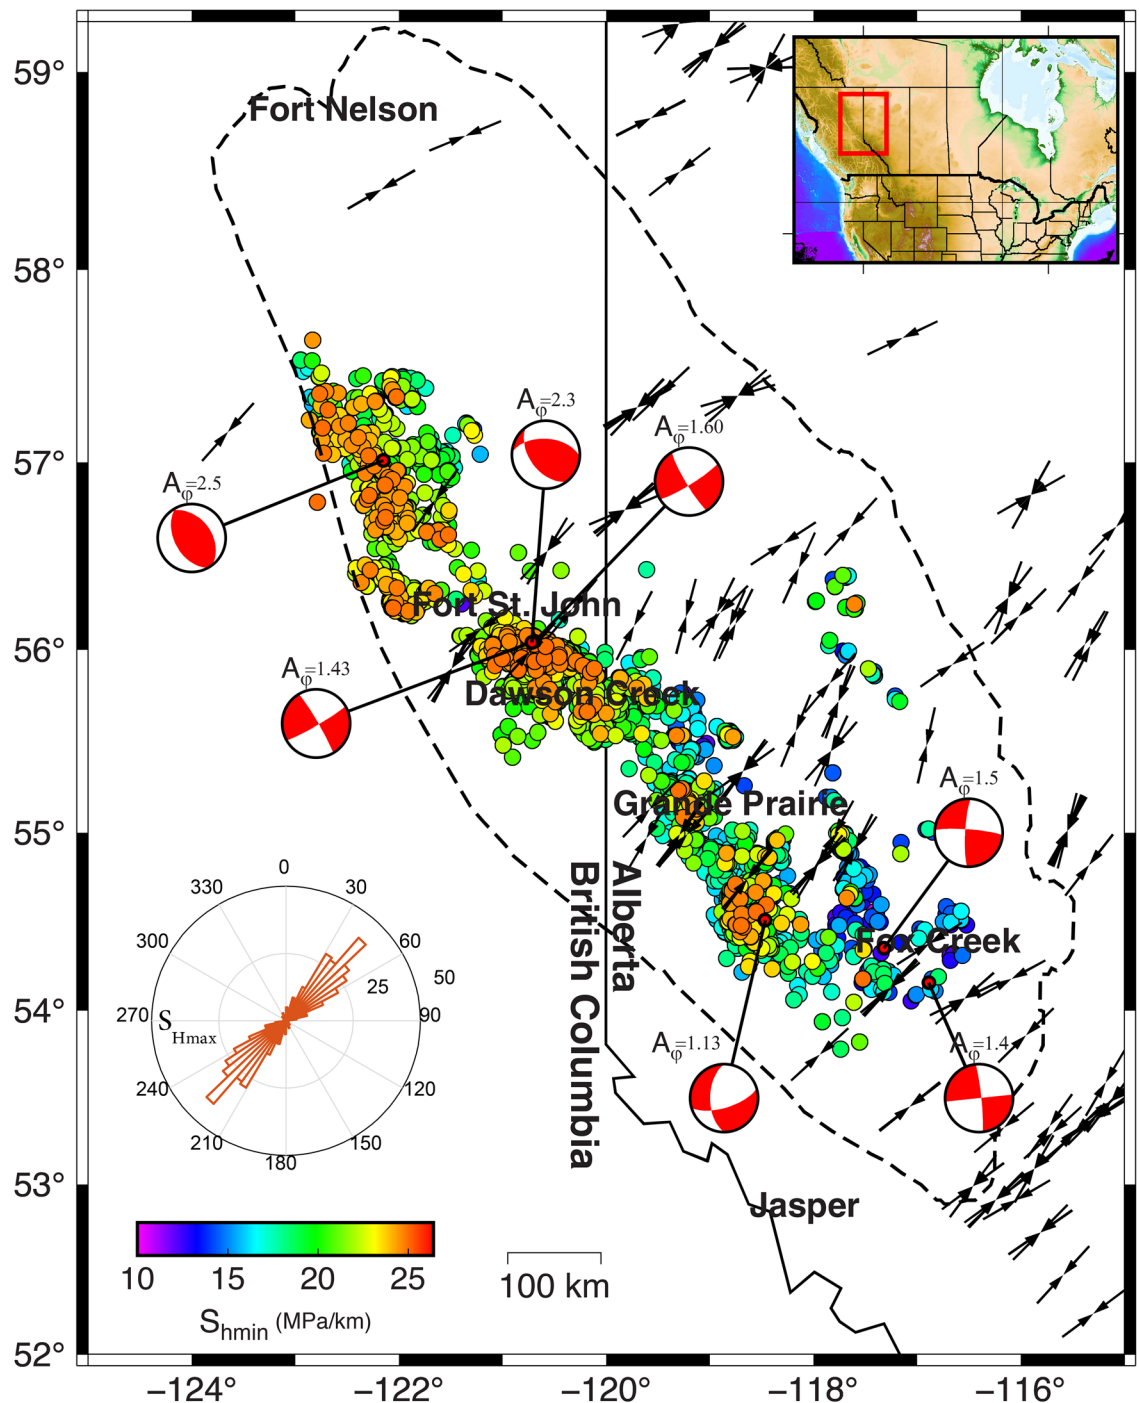 59°
58°
57°
56°
55°
54°
53°
52°
Fort Nelson
Aφ=2.3
Aφ=1.60
Aφ=2.5
Fort St. John
Aφ=1.43
Dawson Creek
Aφ=1.5
Grande Prairie
Alberta
British Columbia
Fox Creek
Aφ=1.13
Aφ=1.4
Jasper
0
30
60
90
120
150
180
210
240
270
300
330
25
50
SHmax
10 15 20 25
Shmin (MPa/km)
100 km
−124° −122° −120° −118° −116°